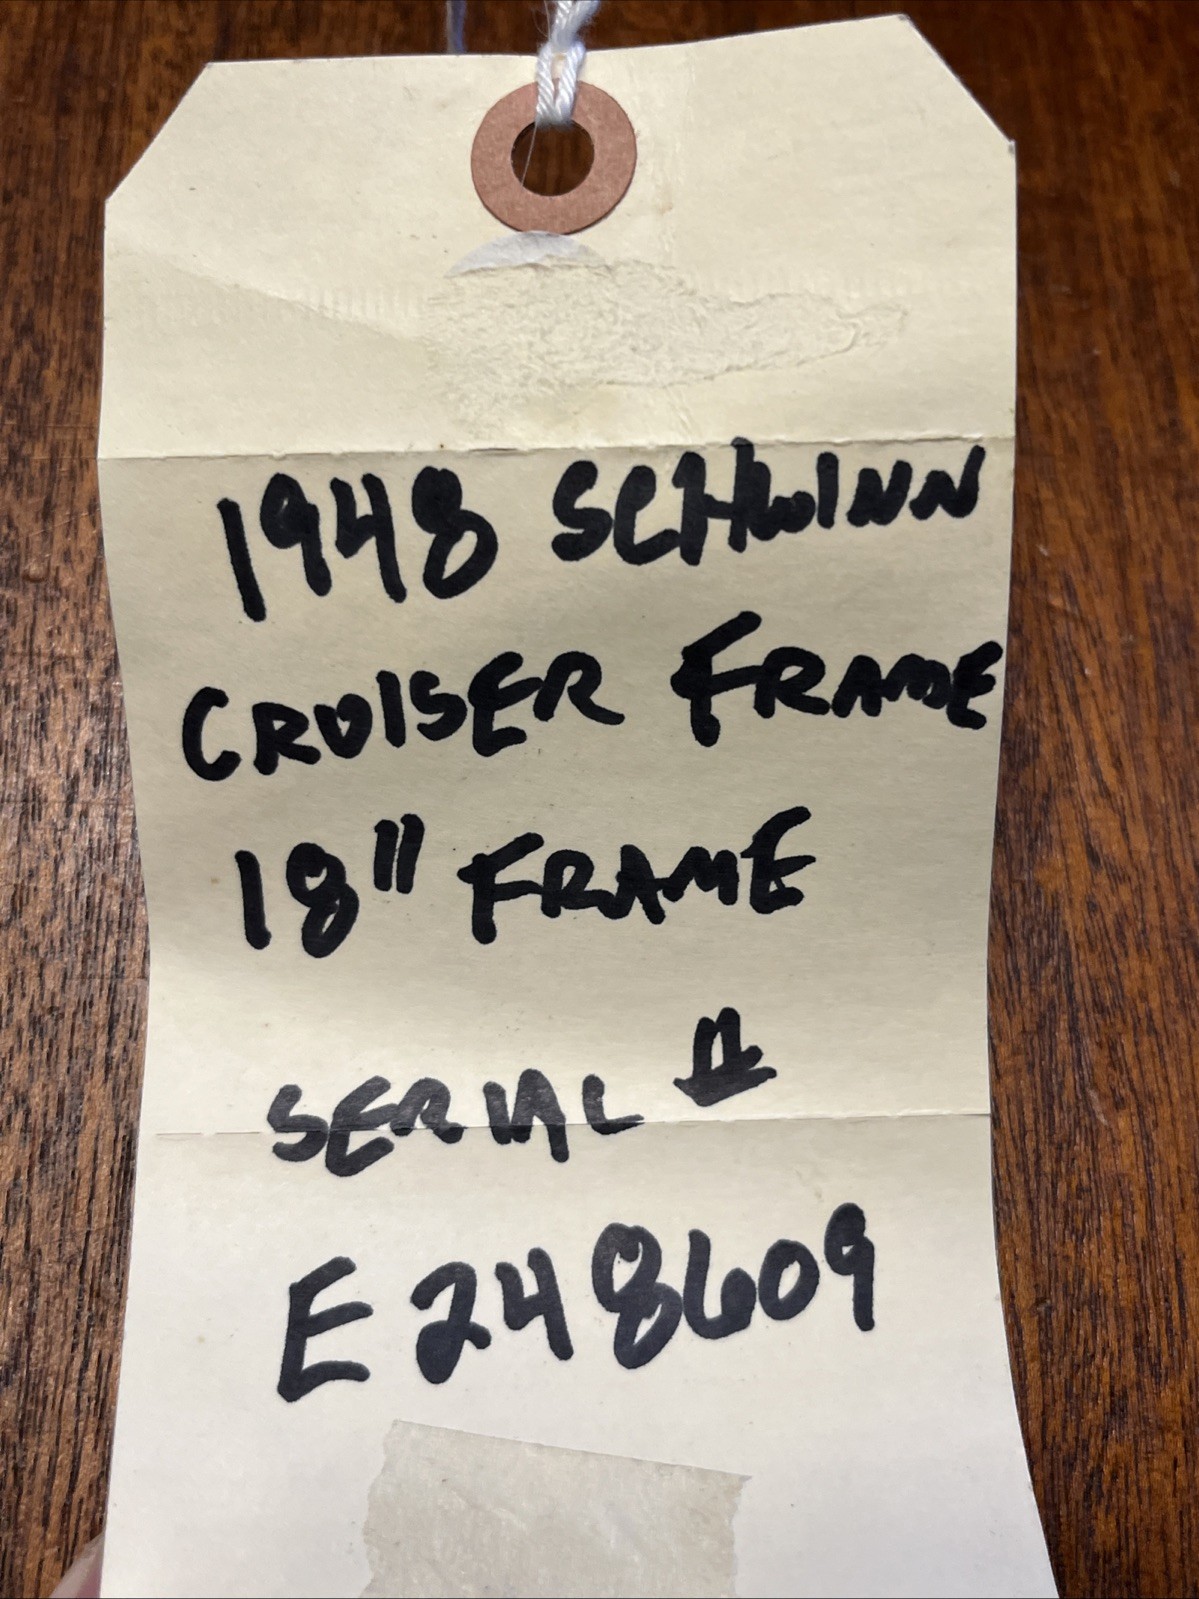 1948 SCHWINN
CRUISER FRAME
18" FRAME
SERIAL #
E248609